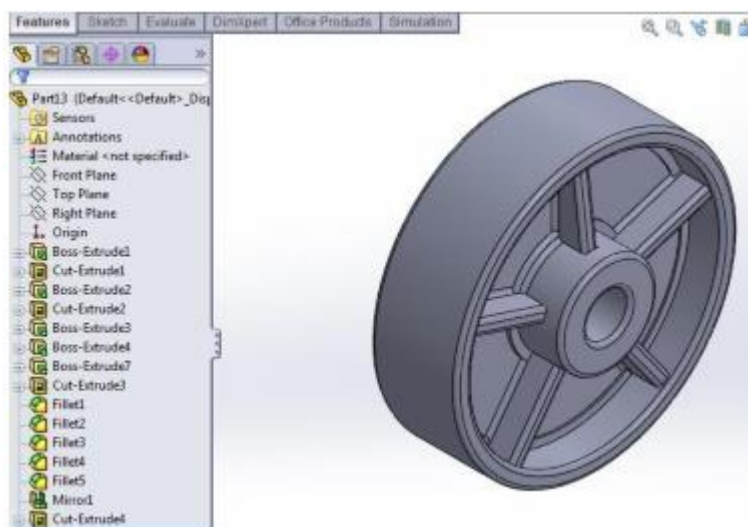 Features Sketch Evaluate DimXpert Office Products Simulation
Part13 (Default<<Default>_Disp
Sensors
Annotations
Material <not specified>
Front Plane
Top Plane
Right Plane
Origin
Boss-Extrude1
Cut-Extrude1
Boss-Extrude2
Cut-Extrude2
Boss-Extrude3
Boss-Extrude4
Boss-Extrude7
Cut-Extrude3
Fillet1
Fillet2
Fillet3
Fillet4
Fillet5
Mirror1
Cut-Extrude4